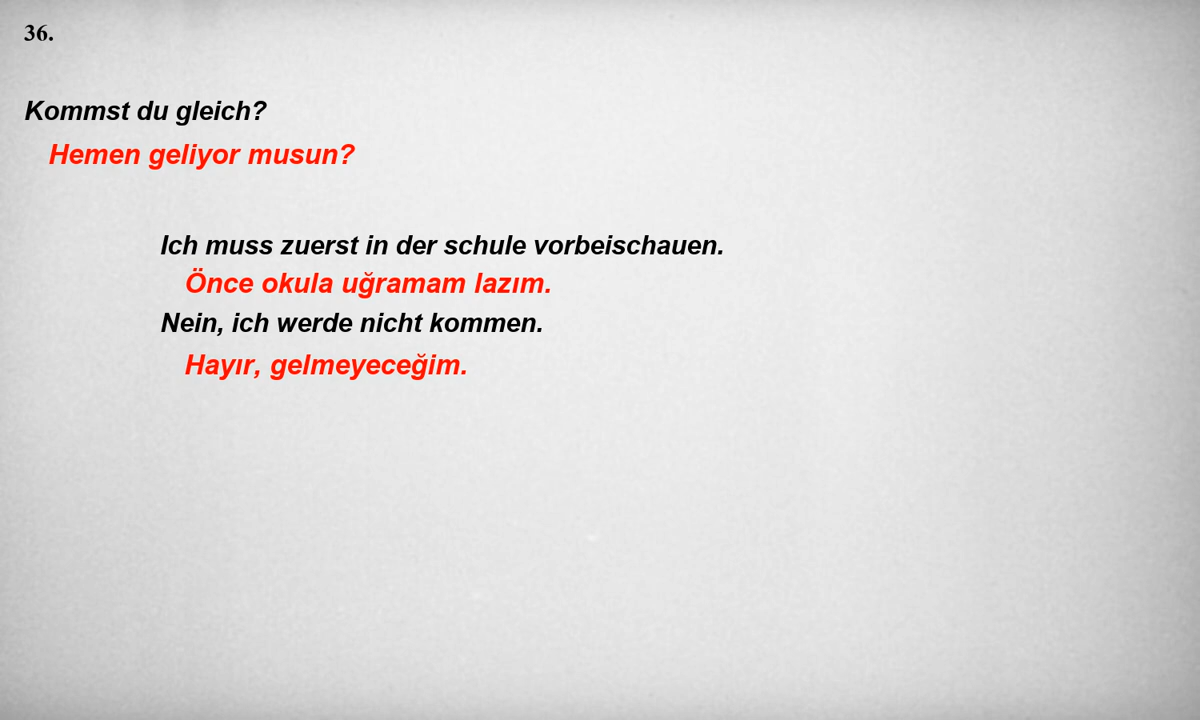 36.
Kommst du gleich?
Hemen geliyor musun?
Ich muss zuerst in der schule vorbeischauen.
Önce okula uğramam lazım.
Nein, ich werde nicht kommen.
Hayır, gelmeyeceğim.